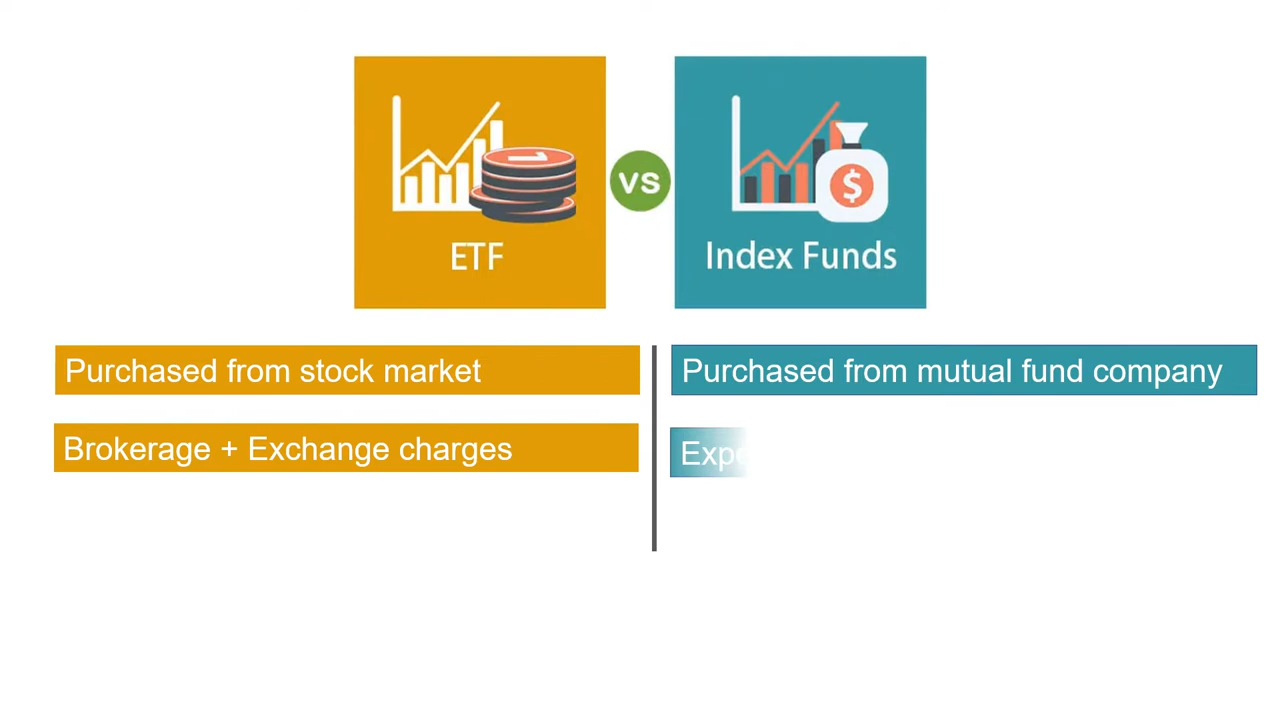 ETF
vs
Index Funds
Purchased from stock market
Purchased from mutual fund company
Brokerage + Exchange charges